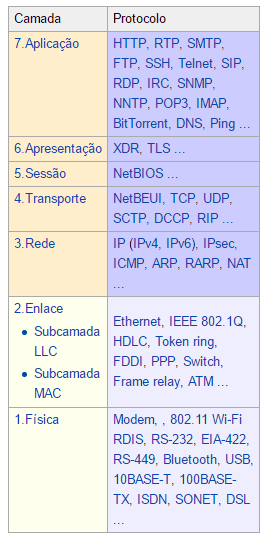 Camada Protocolo
7.Aplicação HTTP, RTP, SMTP,
FTP, SSH, Telnet, SIP,
RDP, IRC, SNMP,
NNTP, POP3, IMAP,
BitTorrent, DNS, Ping ...
6.Apresentação XDR, TLS ...
5.Sessão NetBIOS ...
4.Transporte NetBEUI, TCP, UDP,
SCTP, DCCP, RIP ...
3.Rede IP (IPv4, IPv6), IPsec,
ICMP, ARP, RARP, NAT
...
2.Enlace
Subcamada
LLC
Subcamada
MAC
Ethernet, IEEE 802.1Q,
HDLC, Token ring,
FDDI, PPP, Switch,
Frame relay, ATM ...
1.Física Modem, , 802.11 Wi-Fi
RDIS, RS-232, EIA-422,
RS-449, Bluetooth, USB,
10BASE-T, 100BASE-
TX, ISDN, SONET, DSL
...